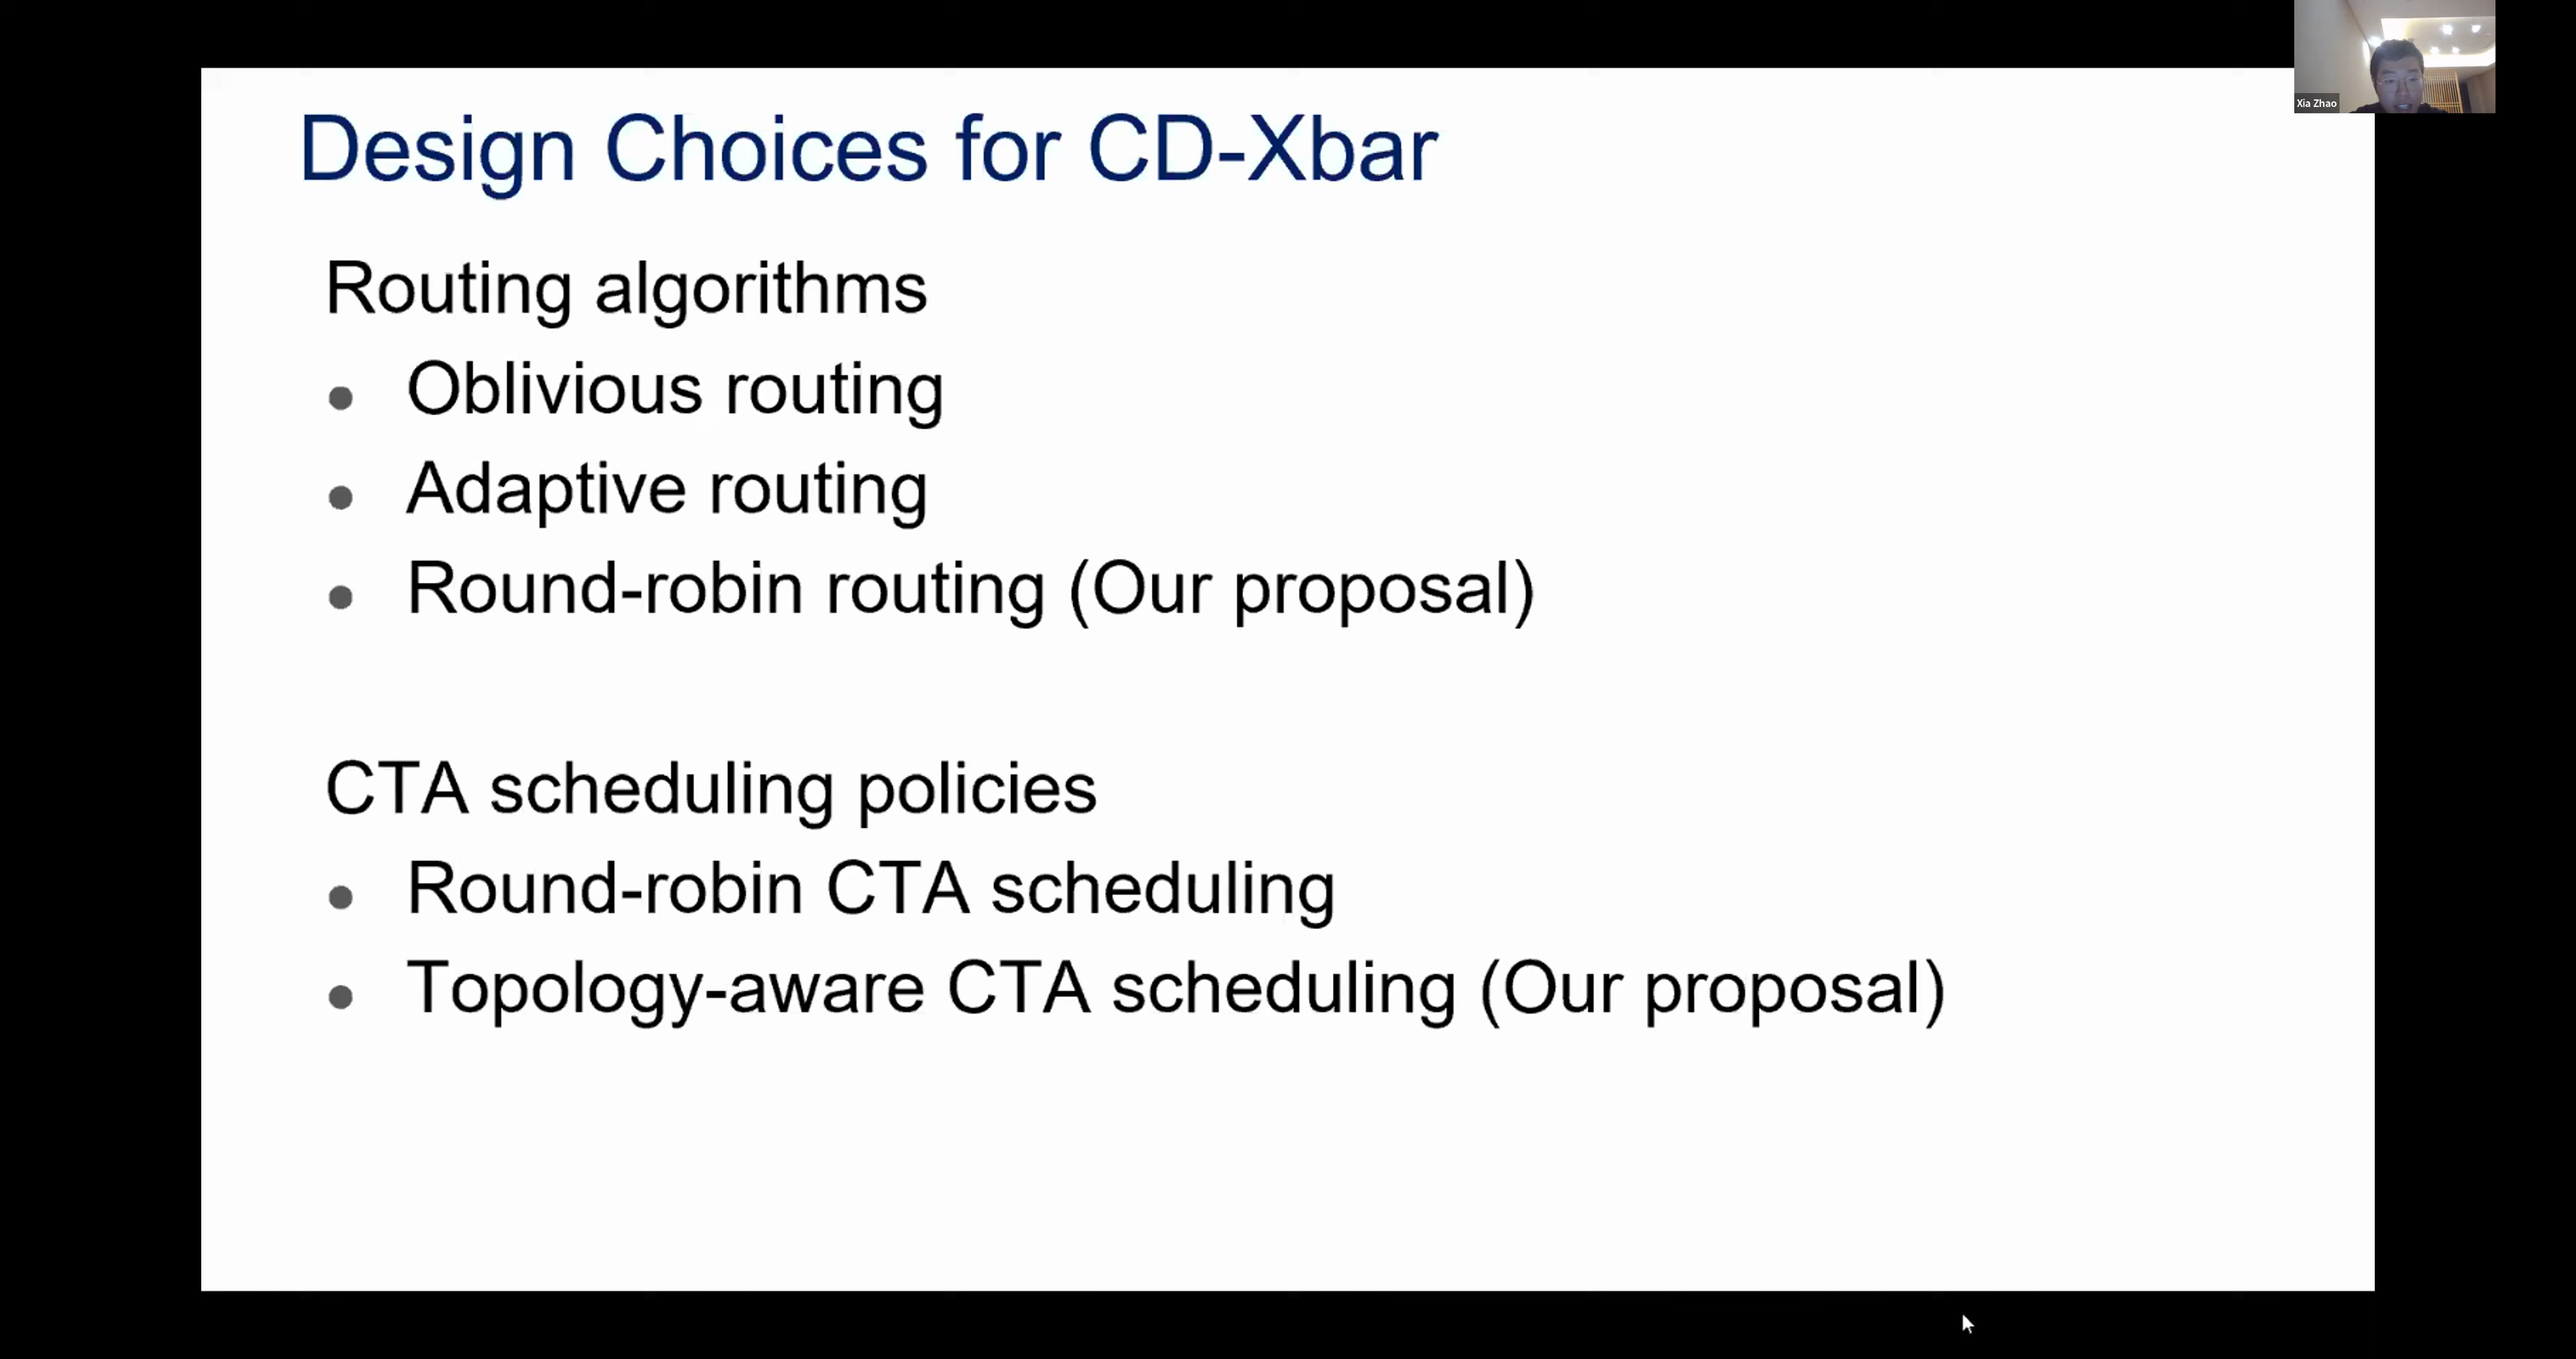 Xia Zhao
Design Choices for CD-Xbar
Routing algorithms
● Oblivious routing
● Adaptive routing
● Round-robin routing (Our proposal)
CTA scheduling policies
● Round-robin CTA scheduling
● Topology-aware CTA scheduling (Our proposal)